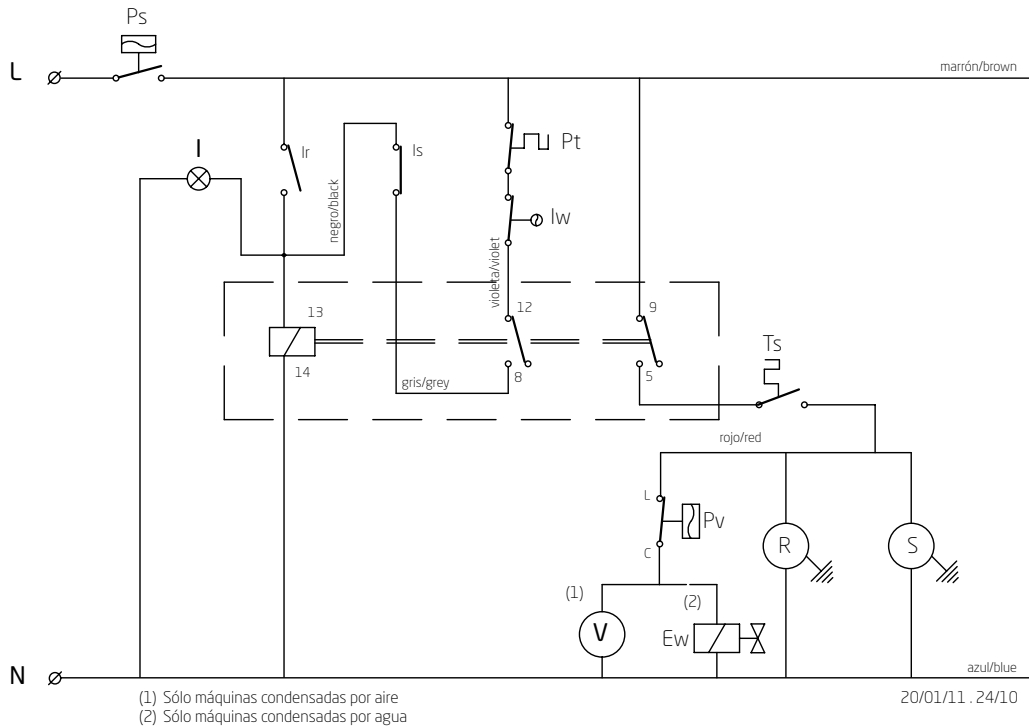 Ps
L
marrón/brown
I
Ir
Is
Pt
negro/black
Iw
violeta/violet
13
12
9
Ts
14
gris/grey
8
5
rojo/red
L
Pv
C
R
S
(1)
(2)
V
Ew
N
azul/blue
(1) Sólo máquinas condensadas por aire
20/01/11 . 24/10
(2) Sólo máquinas condensadas por agua